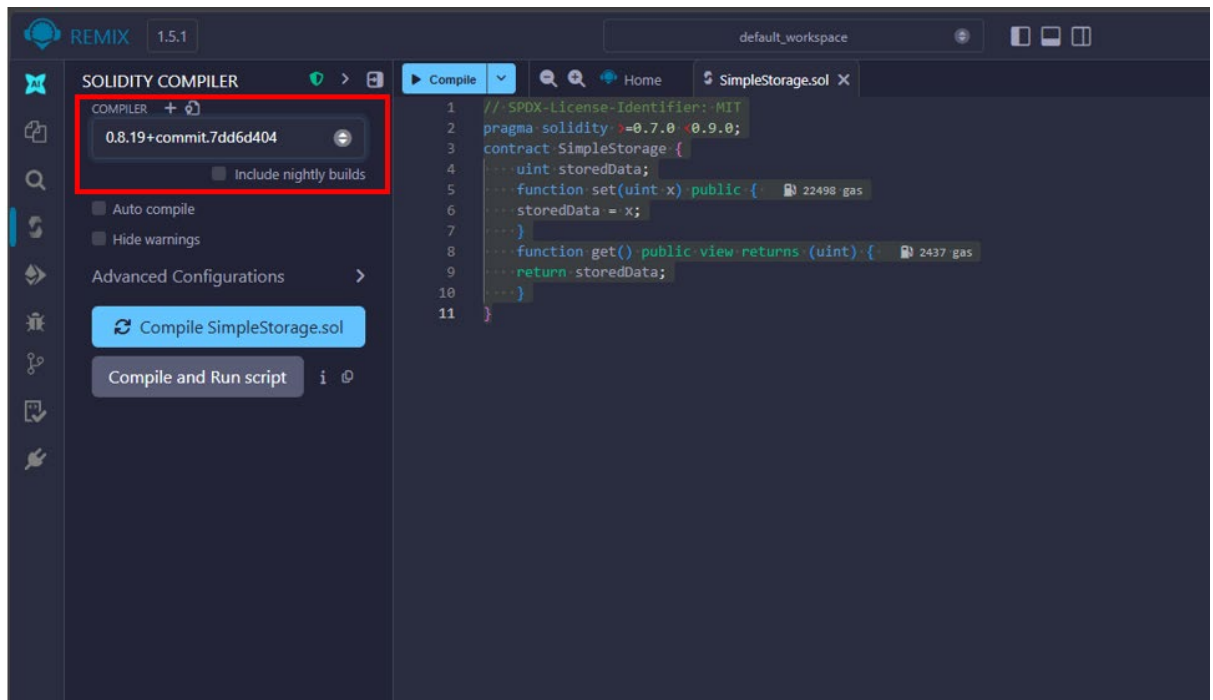 REMIX 1.5.1 default_workspace
AI SOLIDITY COMPILER
COMPILER
0.8.19+commit.7dd6d404
Include nightly builds
Auto compile
Hide warnings
Advanced Configurations
Compile SimpleStorage.sol
Compile and Run script
Compile Home SimpleStorage.sol
1 // SPDX-License-Identifier: MIT
2 pragma solidity >=0.7.0 <0.9.0;
3 contract SimpleStorage {
4 uint storedData;
5 function set(uint x) public { 22498 gas
6 storedData = x;
7 }
8 function get() public view returns (uint) { 2437 gas
9 return storedData;
10 }
11 }